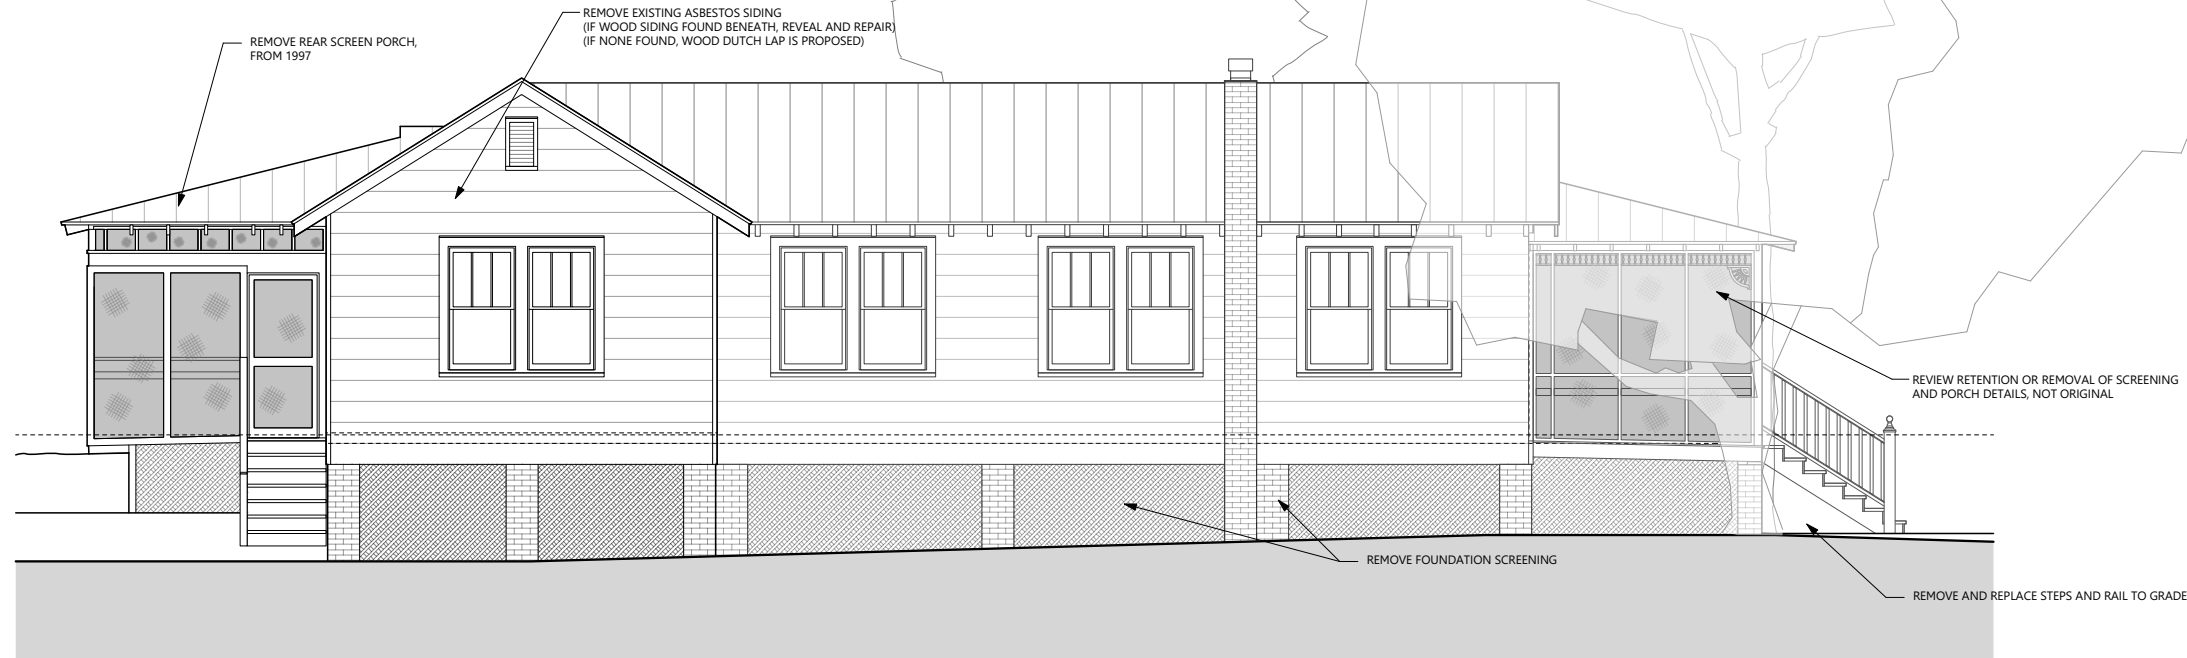 REMOVE EXISTING ASBESTOS SIDING
(IF WOOD SIDING FOUND BENEATH, REVEAL AND REPAIR)
(IF NONE FOUND, WOOD DUTCH LAP IS PROPOSED)
REMOVE REAR SCREEN PORCH,
FROM 1997
REVIEW RETENTION OR REMOVAL OF SCREENING
AND PORCH DETAILS, NOT ORIGINAL
REMOVE FOUNDATION SCREENING
REMOVE AND REPLACE STEPS AND RAIL TO GRADE